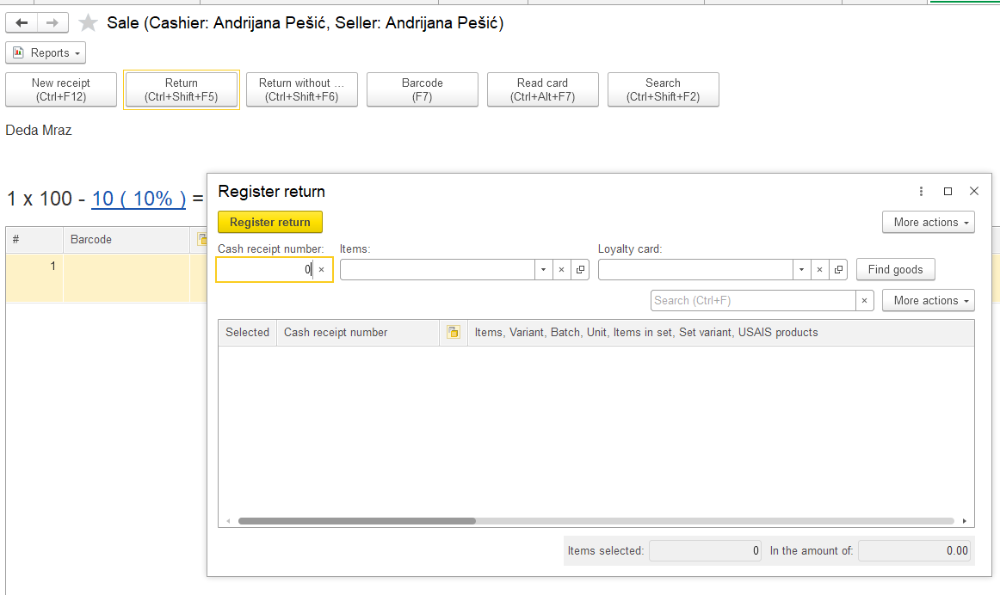 Sale (Cashier: Andrijana Pešić, Seller: Andrijana Pešić)
Reports
New receipt
(Ctrl+F12)
Return
(Ctrl+Shift+F5)
Return without ...
(Ctrl+Shift+F6)
Barcode
(F7)
Read card
(Ctrl+Alt+F7)
Search
(Ctrl+Shift+F2)
Deda Mraz
1 x 100 - 10 ( 10% ) =
# Barcode
1
Register return
Register return More actions
Cash receipt number: Items: Loyalty card:
0 Find goods
Search (Ctrl+F) More actions
Selected Cash receipt number Items, Variant, Batch, Unit, Items in set, Set variant, USAIS products
Items selected: 0 In the amount of: 0.00